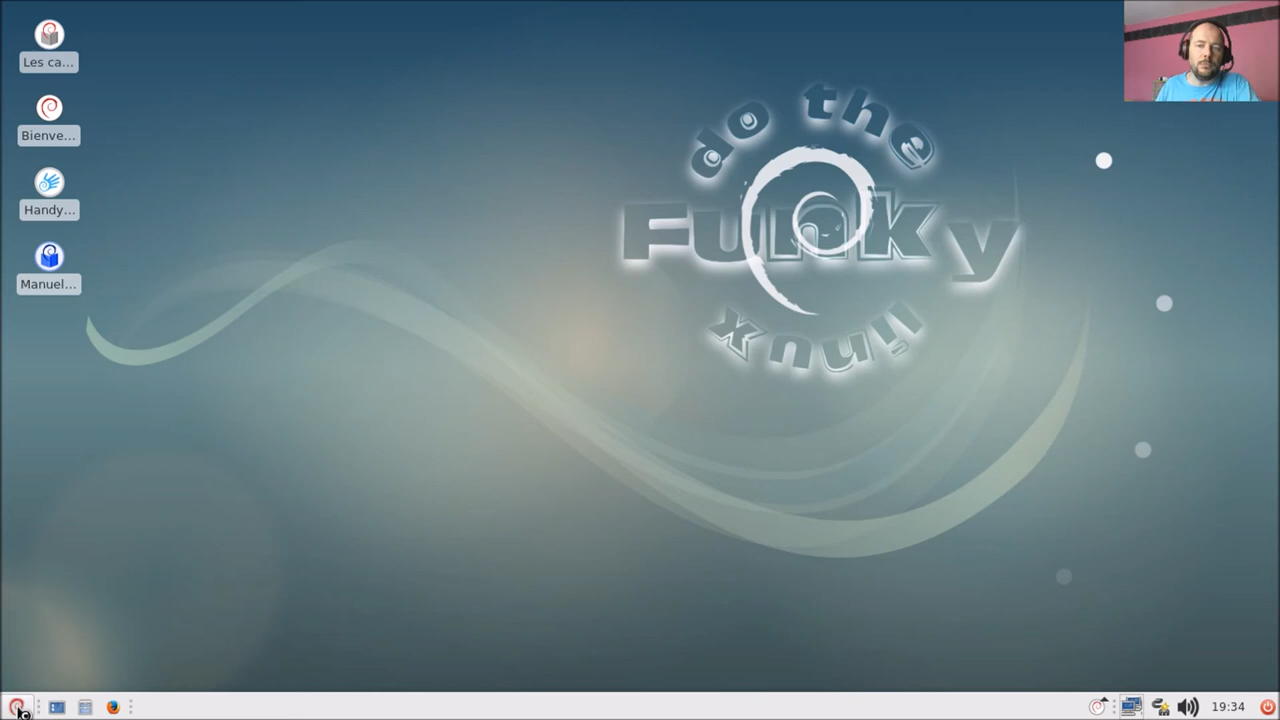 Les ca...
Bienve...
Handy...
Manuel...
do the
Funky
linux
19:34